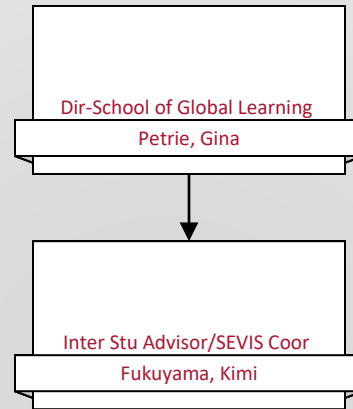 Dir-School of Global Learning
Petrie, Gina
Inter Stu Advisor/SEVIS Coor
Fukuyama, Kimi